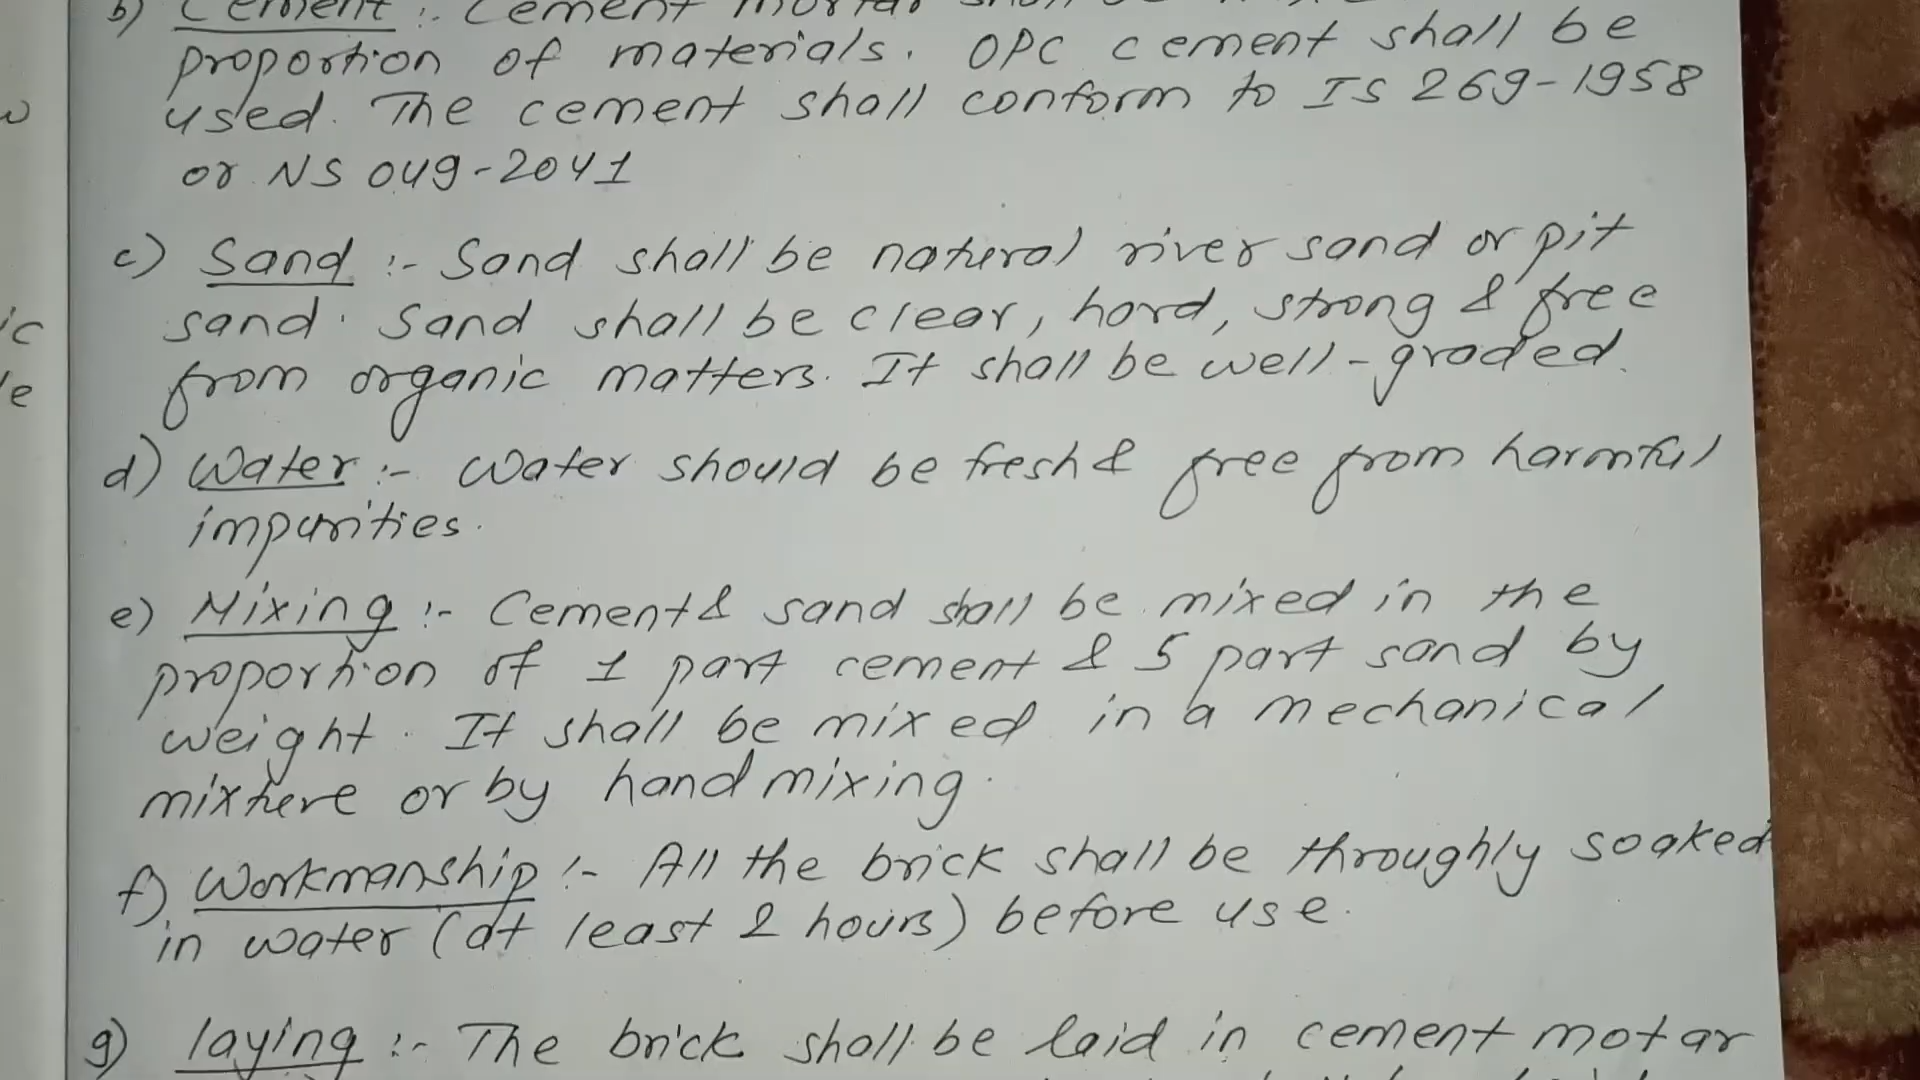 b) Cement :- Cement mortar shall be
proportion of materials. OPC cement shall be
used. The cement shall conform to IS 269-1958
or NS 049-2041
c) Sand :- Sand shall be natural river sand or pit
sand. Sand shall be clear, hard, strong & free
from organic matters. It shall be well-graded.
d) Water :- Water should be fresh & free from harmful
impurities.
e) Mixing :- Cement & sand shall be mixed in the
proportion of 1 part cement & 5 part sand by
weight. It shall be mixed in a mechanical
mixture or by hand mixing.
f) Workmanship :- All the brick shall be throughly soaked
in water (at least 2 hours) before use.
g) laying :- The brick shall be laid in cement motar